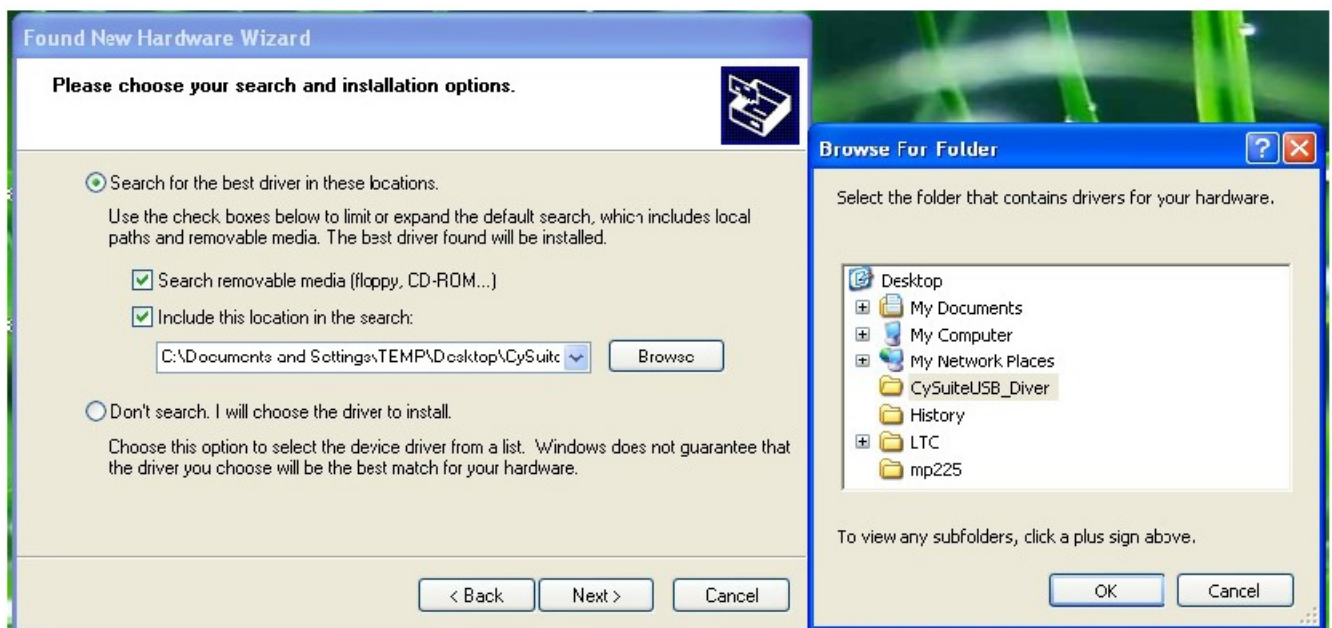 Found New Hardware Wizard
Please choose your search and installation options.
Search for the best driver in these locations.
Use the check boxes below to limit or expand the default search, which includes local
paths and removable media. The best driver found will be installed.
Search removable media (floppy, CD-ROM...)
Include this location in the search:
C:\Documents and Settings\TEMP\Desktop\CySuite
Browse
Don't search. I will choose the driver to install.
Choose this option to select the device driver from a list. Windows does not guarantee that
the driver you choose will be the best match for your hardware.
< Back
Next >
Cancel
Browse For Folder
Select the folder that contains drivers for your hardware.
Desktop
My Documents
My Computer
My Network Places
CySuiteUSB_Diver
History
LTC
mp225
To view any subfolders, click a plus sign above.
OK
Cancel